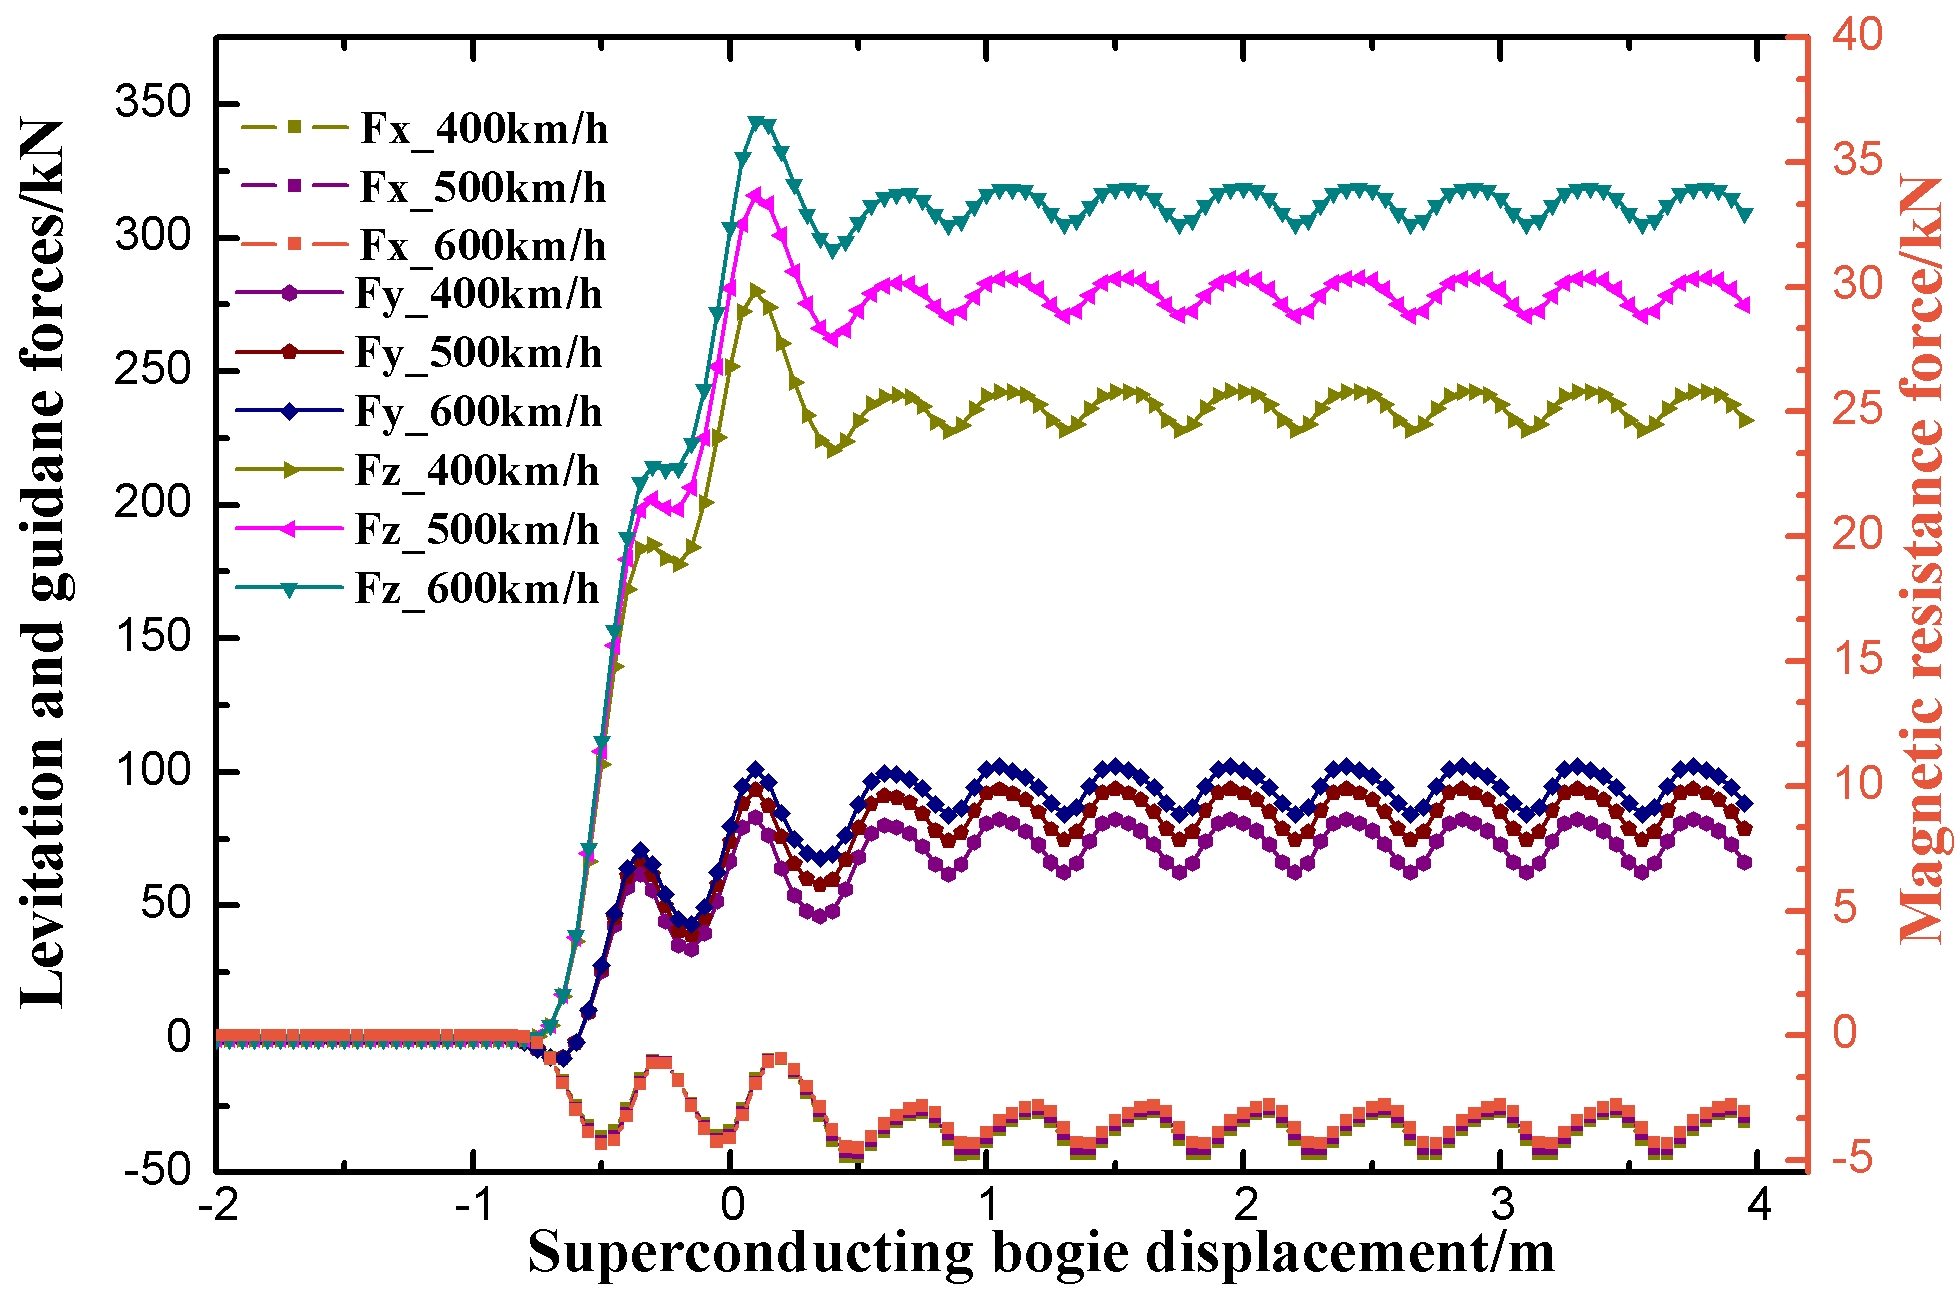 Levitation and guidane forces/kN
350
300
250
200
150
100
50
0
-50
Fx_400km/h
Fx_500km/h
Fx_600km/h
Fy_400km/h
Fy_500km/h
Fy_600km/h
Fz_400km/h
Fz_500km/h
Fz_600km/h
40
35
30
25
20
15
10
5
0
-5
Magnetic resistance force/kN
-2
-1
0
1
2
3
4
Superconducting bogie displacement/m